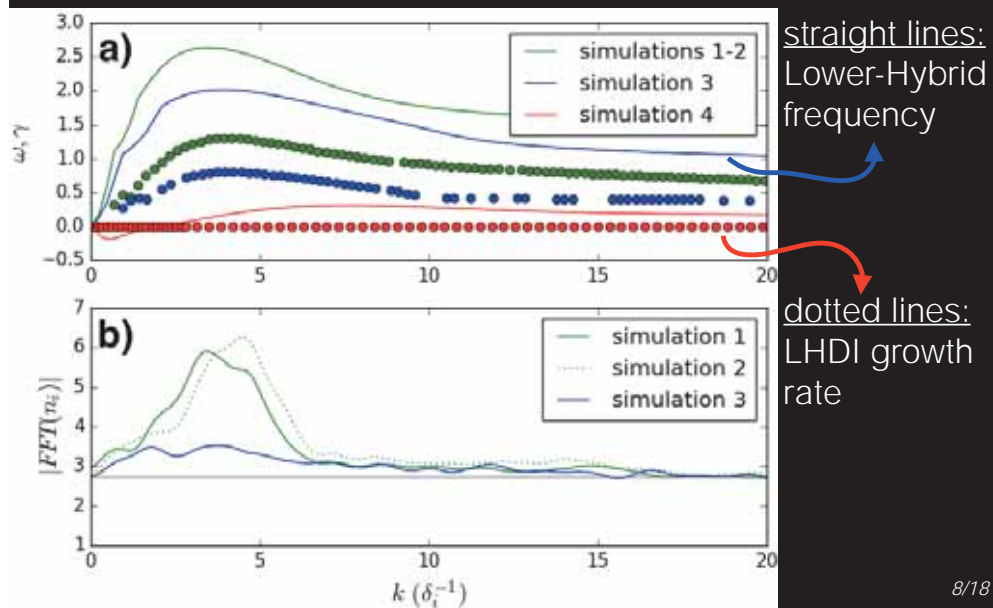 a)
ω, γ
3.0
2.5
2.0
1.5
1.0
0.5
0.0
−0.5
simulations 1-2
simulation 3
simulation 4
0
5
10
15
20
straight lines:
Lower-Hybrid
frequency
b)
|FFT(n_i)|
7
6
5
4
3
2
1
simulation 1
simulation 2
simulation 3
0
5
10
15
20
k (δ_i^{-1})
dotted lines:
LHDI growth
rate
8/18